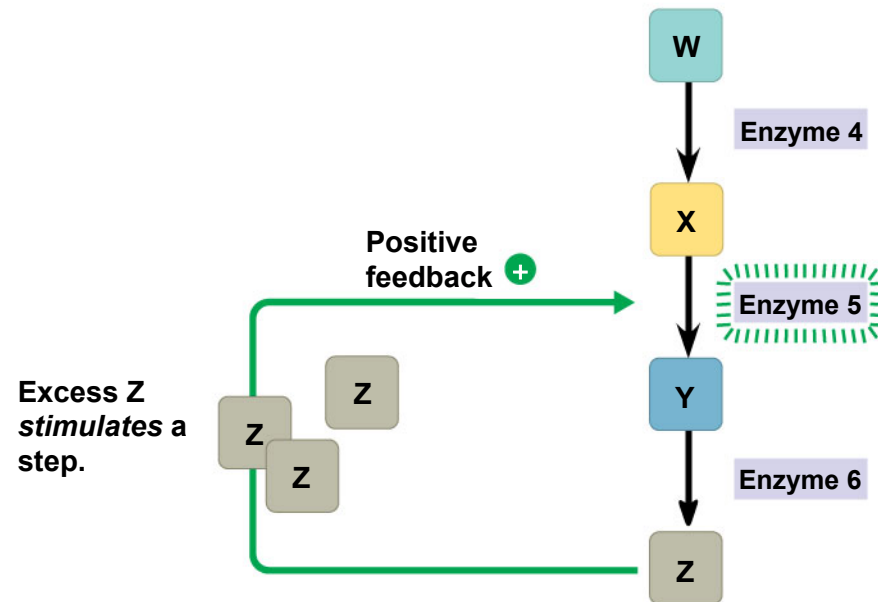 W
Enzyme 4
X
Positive
feedback +
Enzyme 5
Excess Z
stimulates a
step.
Z
Z
Z
Y
Enzyme 6
Z